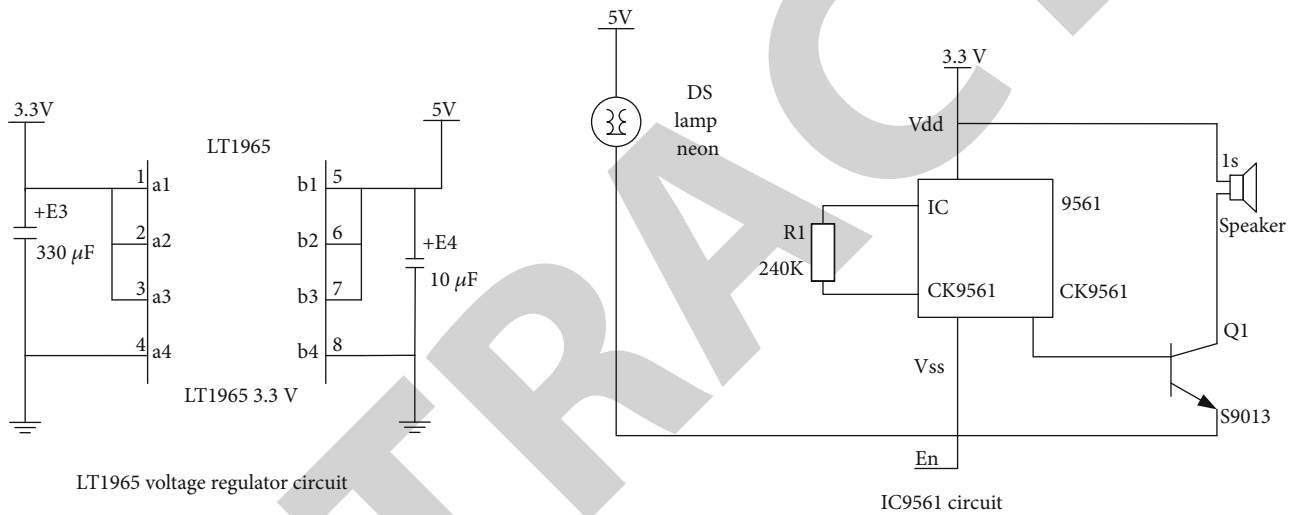 3.3V
5V
LT1965
1 a1
2 a2
3 a3
4 a4
b1 5
b2 6
b3 7
b4 8
+E3
330 μF
+E4
10 μF
LT1965 3.3 V
LT1965 voltage regulator circuit
5V
DS
lamp
neon
3.3 V
Vdd
IC
9561
R1
240K
CK9561
CK9561
1s
Speaker
Q1
Vss
S9013
En
IC9561 circuit
TRAC